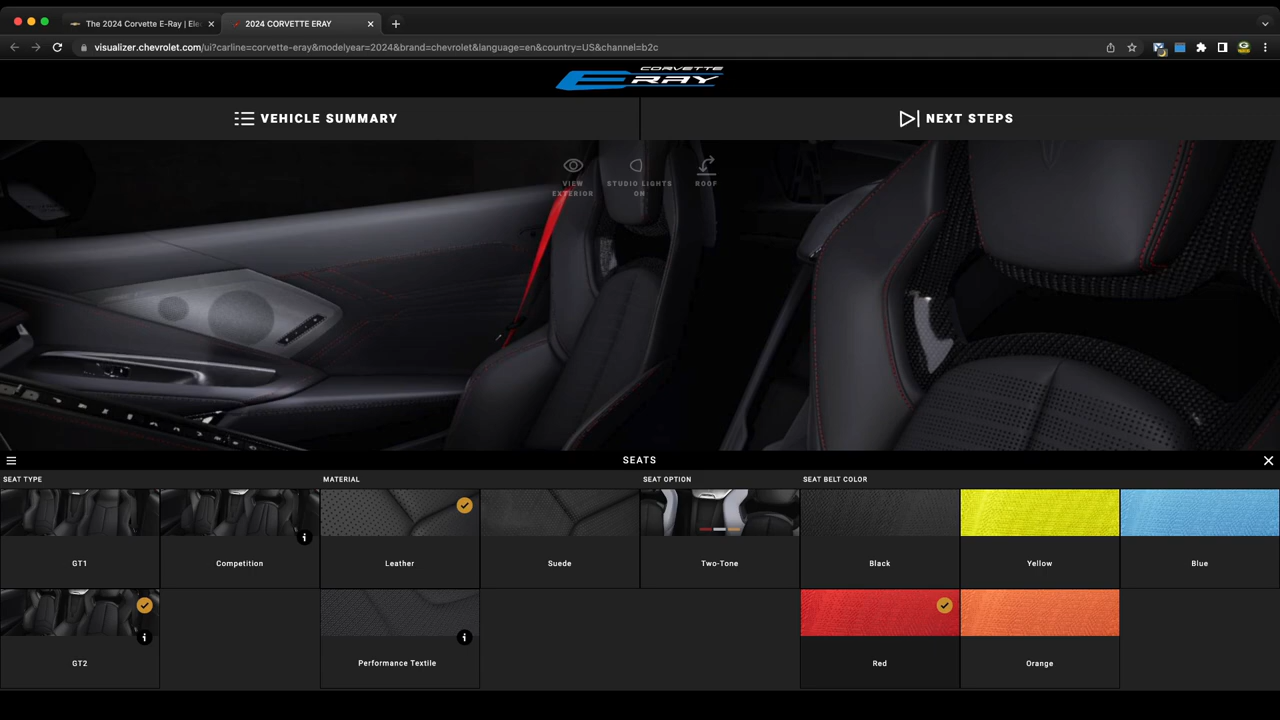 The 2024 Corvette E-Ray | Ele
2024 CORVETTE ERAY
visualizer.chevrolet.com/ui?carline=corvette-eray&modelyear=2024&brand=chevrolet&language=en&country=US&channel=b2c
CORVETTE
E RAY
VEHICLE SUMMARY
NEXT STEPS
VIEW EXTERIOR
STUDIO LIGHTS ON
ROOF
SEATS
SEAT TYPE
MATERIAL
SEAT OPTION
SEAT BELT COLOR
GT1
Competition
Leather
Suede
Two-Tone
Black
Yellow
Blue
GT2
Performance Textile
Red
Orange